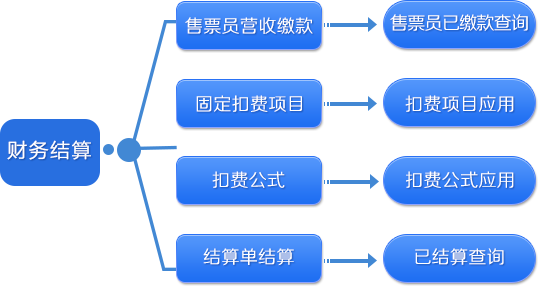 财务结算
售票员营收缴款
售票员已缴款查询
固定扣费项目
扣费项目应用
扣费公式
扣费公式应用
结算单结算
已结算查询